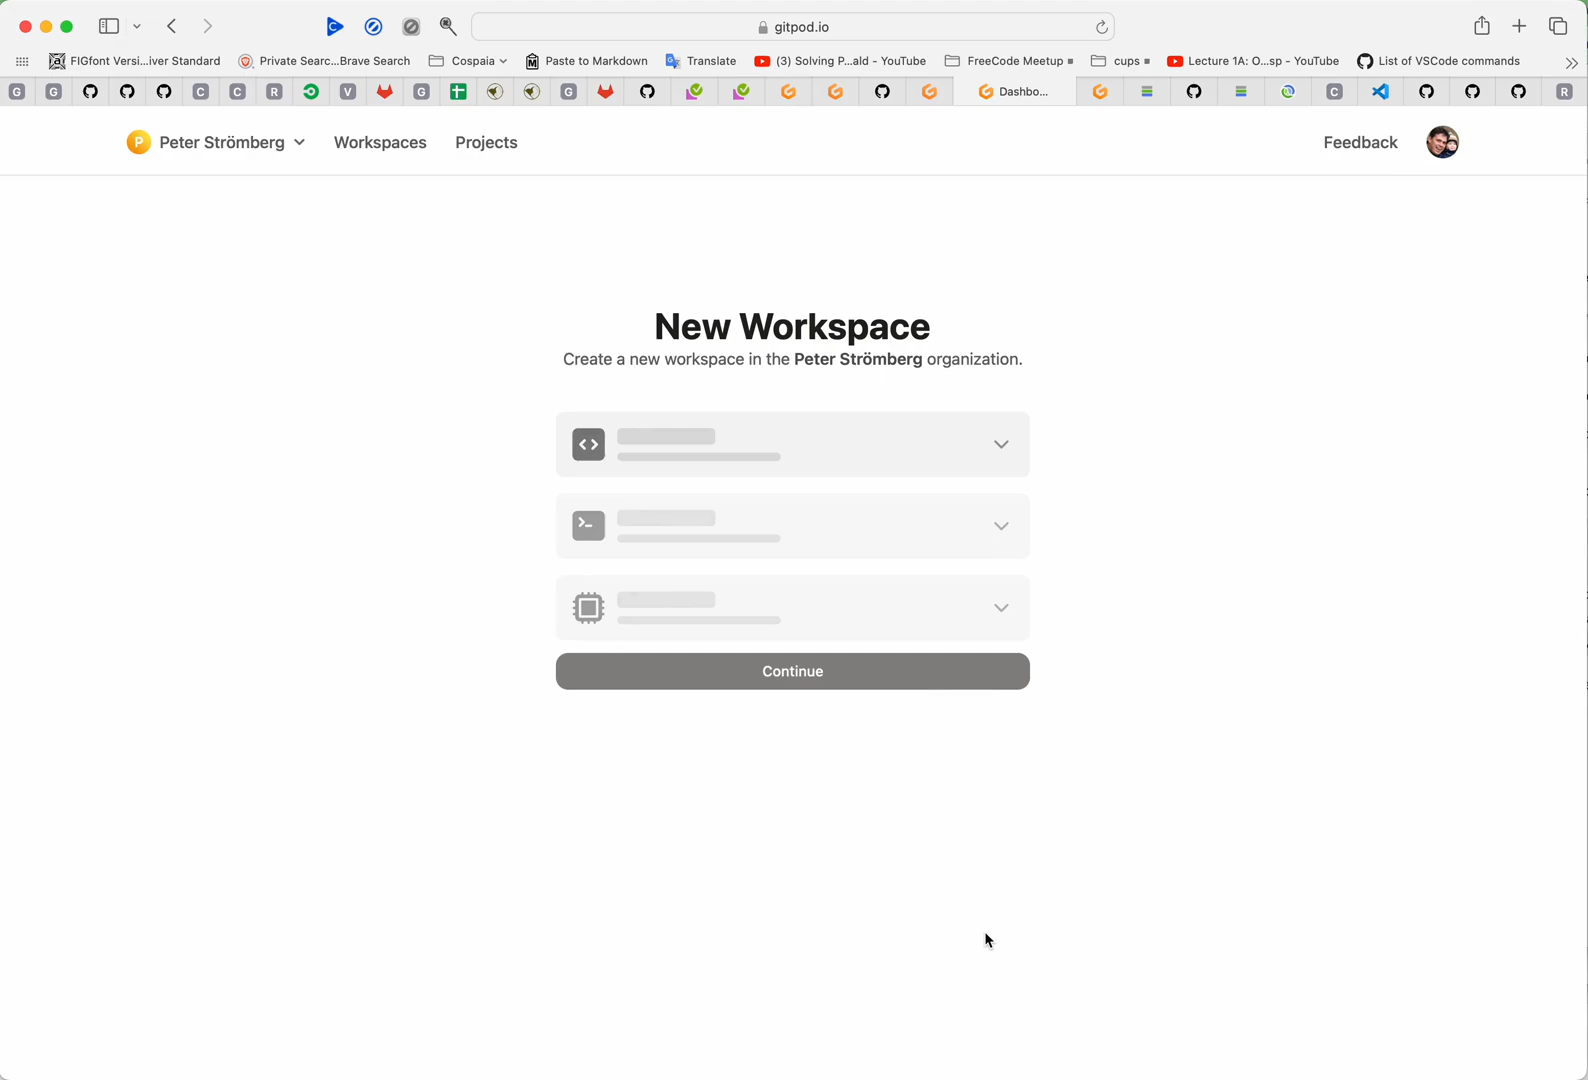 gitpod.io
FIGfont Versi...iver Standard
Private Searc...Brave Search
Cospaia
Paste to Markdown
Translate
(3) Solving P...ald - YouTube
FreeCode Meetup
cups
Lecture 1A: O...sp - YouTube
List of VSCode commands
G G C C R V G G Dashbo... C R
P Peter Strömberg Workspaces Projects Feedback
New Workspace
Create a new workspace in the Peter Strömberg organization.
Continue